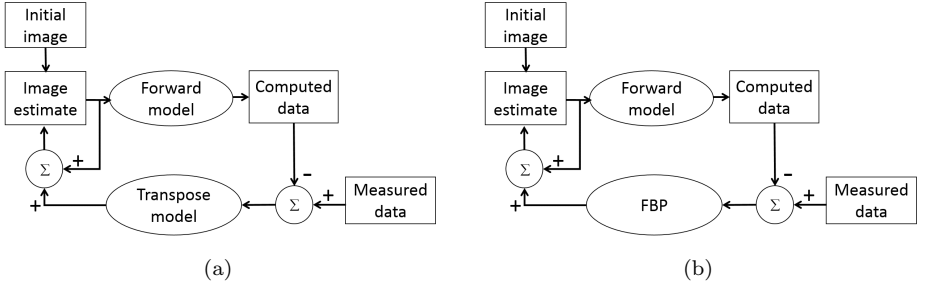 Initial
image
Image
estimate
Forward
model
Computed
data
Σ
+
-
Transpose
model
Σ
+
Measured
data
+
(a)
Initial
image
Image
estimate
Forward
model
Computed
data
Σ
+
-
FBP
Σ
+
Measured
data
+
(b)